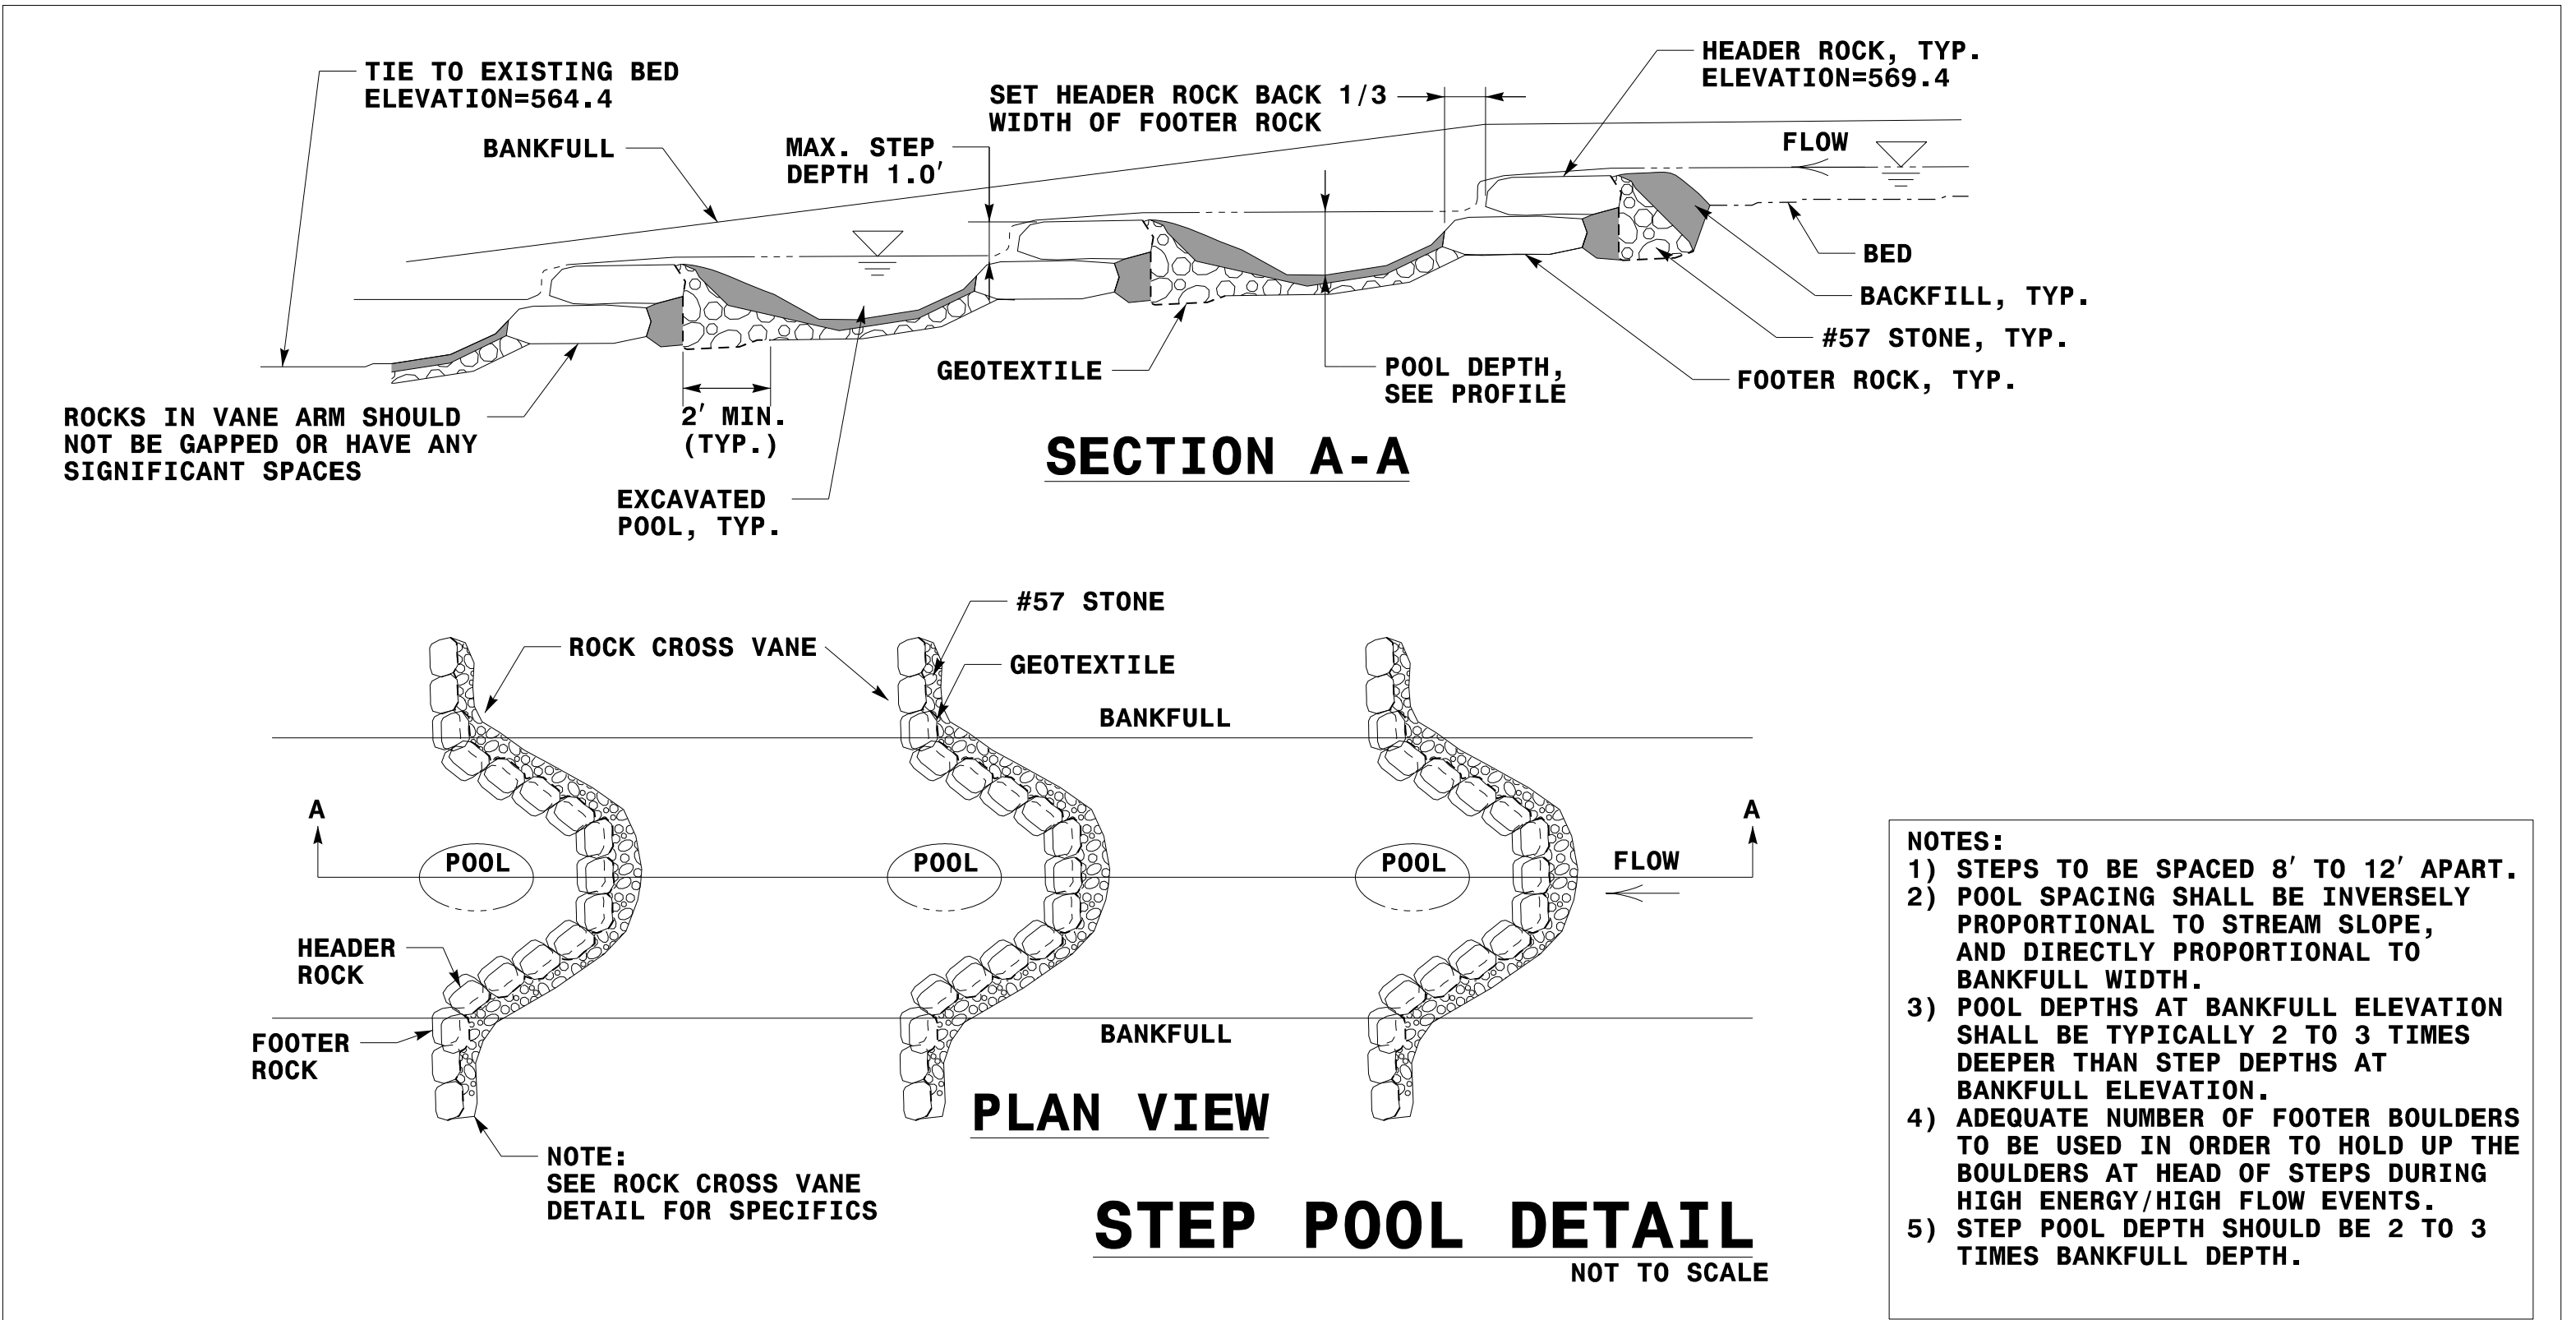 TIE TO EXISTING BED
ELEVATION=564.4
BANKFULL
MAX. STEP
DEPTH 1.0′
SET HEADER ROCK BACK 1/3
WIDTH OF FOOTER ROCK
HEADER ROCK, TYP.
ELEVATION=569.4
FLOW
BED
BACKFILL, TYP.
#57 STONE, TYP.
FOOTER ROCK, TYP.
POOL DEPTH,
SEE PROFILE
GEOTEXTILE
2′ MIN.
(TYP.)
ROCKS IN VANE ARM SHOULD
NOT BE GAPPED OR HAVE ANY
SIGNIFICANT SPACES
EXCAVATED
POOL, TYP.
SECTION A-A
#57 STONE
ROCK CROSS VANE
GEOTEXTILE
BANKFULL
A
A
POOL
POOL
POOL
FLOW
HEADER
ROCK
FOOTER
ROCK
BANKFULL
PLAN VIEW
NOTE:
SEE ROCK CROSS VANE
DETAIL FOR SPECIFICS
STEP POOL DETAIL
NOT TO SCALE
NOTES:
1) STEPS TO BE SPACED 8′ TO 12′ APART.
2) POOL SPACING SHALL BE INVERSELY
PROPORTIONAL TO STREAM SLOPE,
AND DIRECTLY PROPORTIONAL TO
BANKFULL WIDTH.
3) POOL DEPTHS AT BANKFULL ELEVATION
SHALL BE TYPICALLY 2 TO 3 TIMES
DEEPER THAN STEP DEPTHS AT
BANKFULL ELEVATION.
4) ADEQUATE NUMBER OF FOOTER BOULDERS
TO BE USED IN ORDER TO HOLD UP THE
BOULDERS AT HEAD OF STEPS DURING
HIGH ENERGY/HIGH FLOW EVENTS.
5) STEP POOL DEPTH SHOULD BE 2 TO 3
TIMES BANKFULL DEPTH.